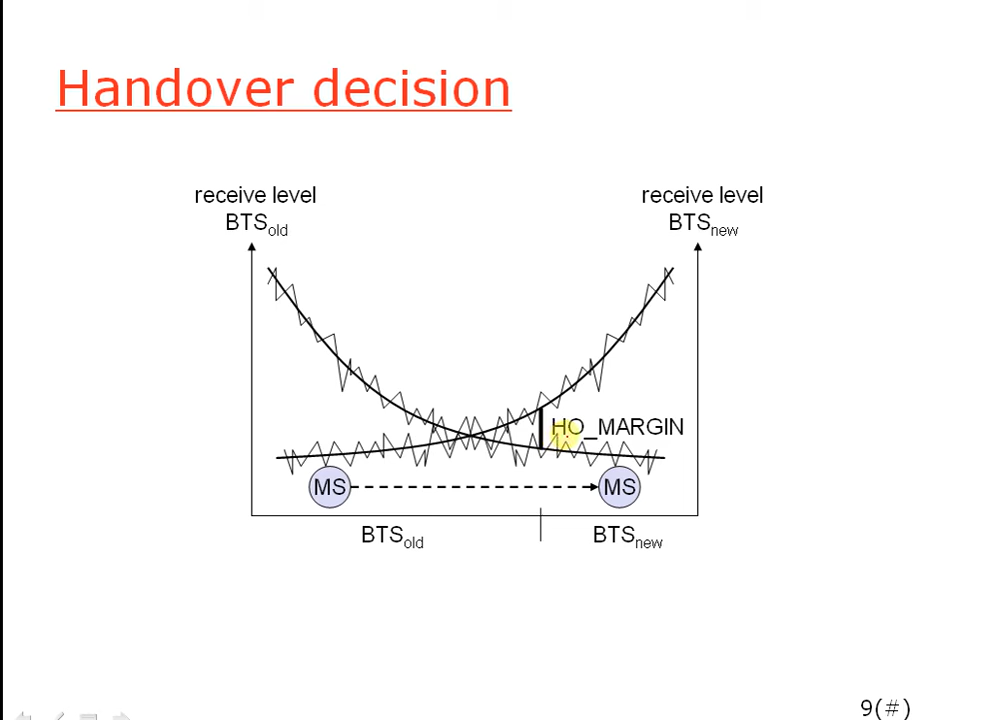 Handover decision
receive level
BTSold
receive level
BTSnew
HO_MARGIN
MS
MS
BTSold
BTSnew
9(#)